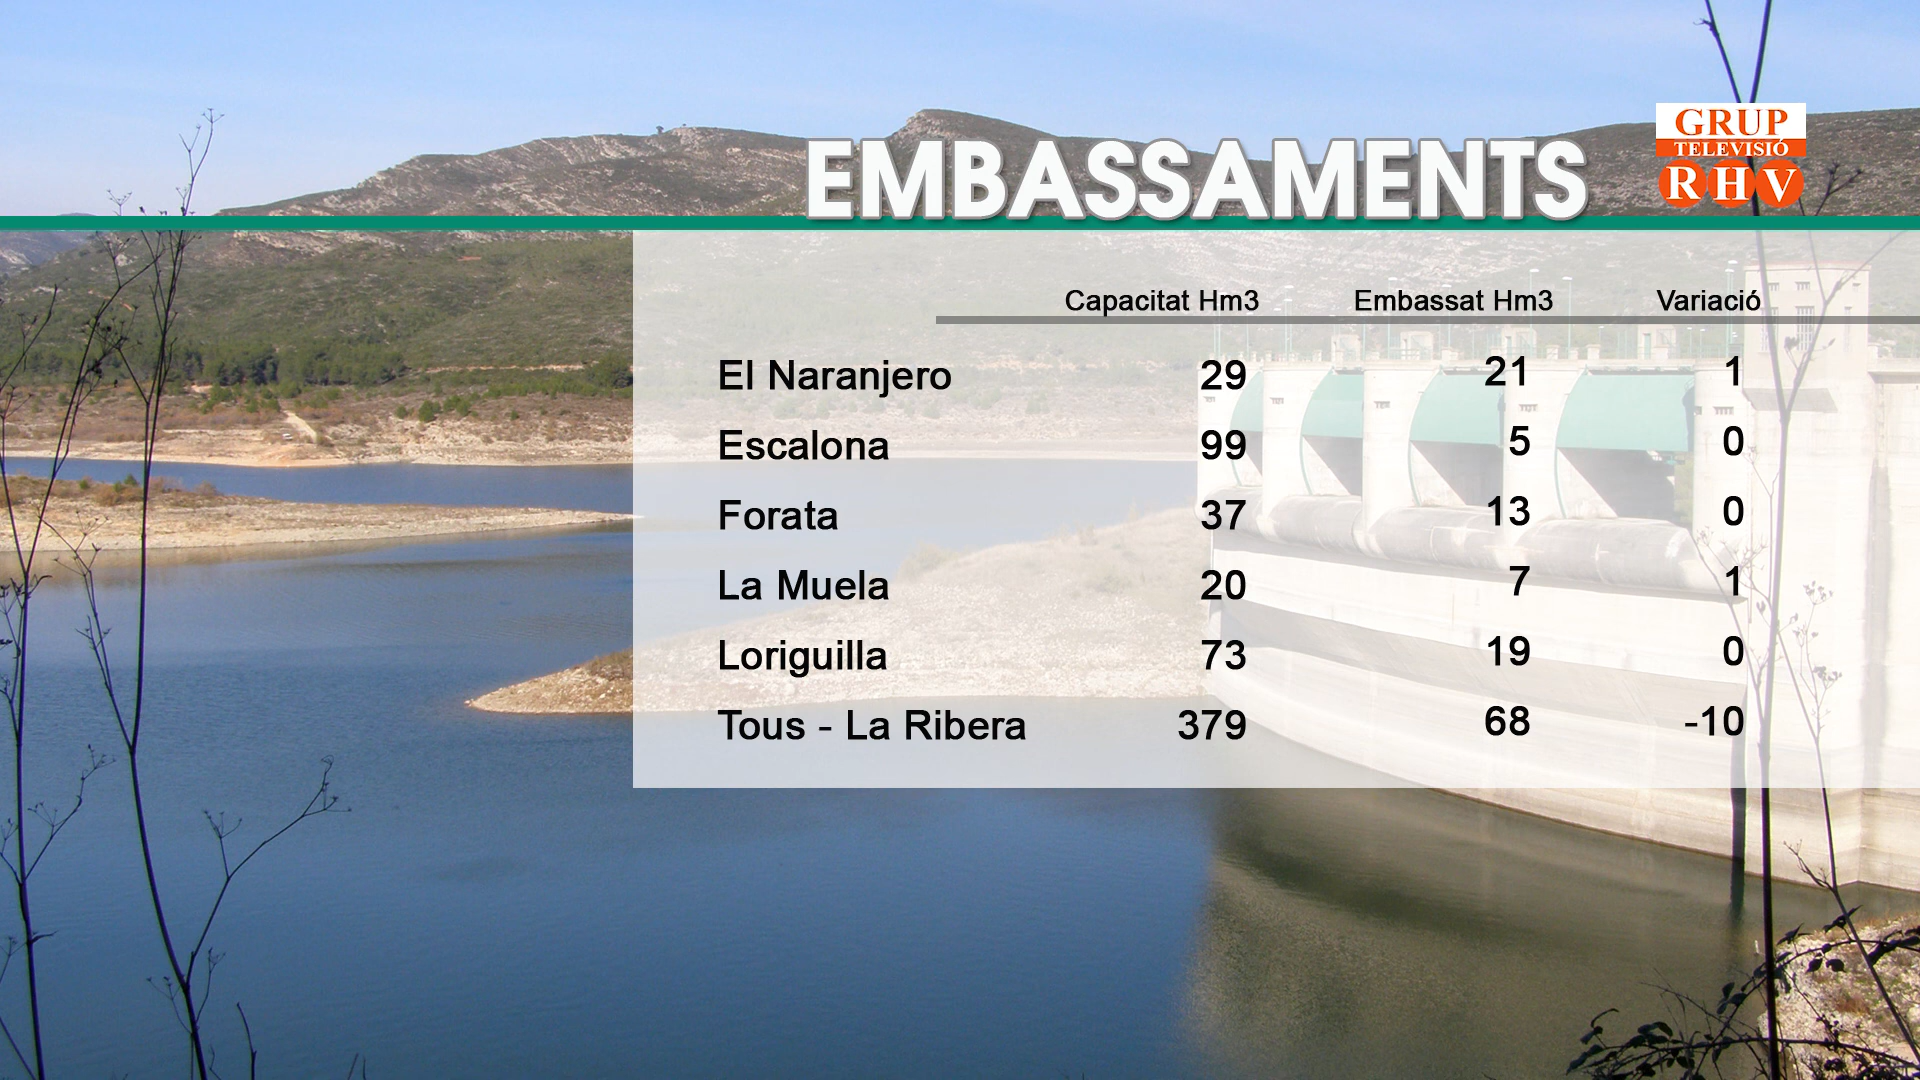 EMBASSAMENTS
GRUP
TELEVISIÓ
RHV
Capacitat Hm3 Embassat Hm3 Variació
El Naranjero 29 21 1
Escalona 99 5 0
Forata 37 13 0
La Muela 20 7 1
Loriguilla 73 19 0
Tous - La Ribera 379 68 -10